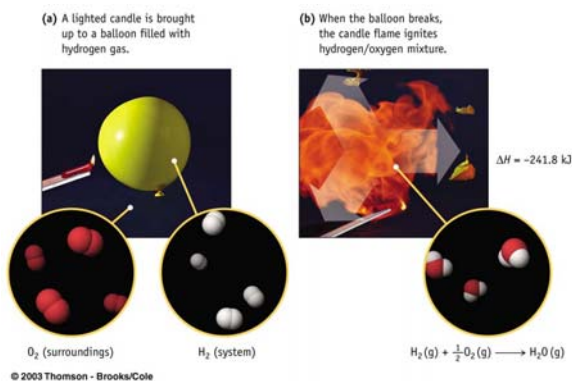 (a) A lighted candle is brought
up to a balloon filled with
hydrogen gas.
(b) When the balloon breaks,
the candle flame ignites
hydrogen/oxygen mixture.
ΔH = −241.8 kJ
O₂ (surroundings)
H₂ (system)
H₂(g) + ½O₂(g) ⟶ H₂O(g)
© 2003 Thomson - Brooks/Cole